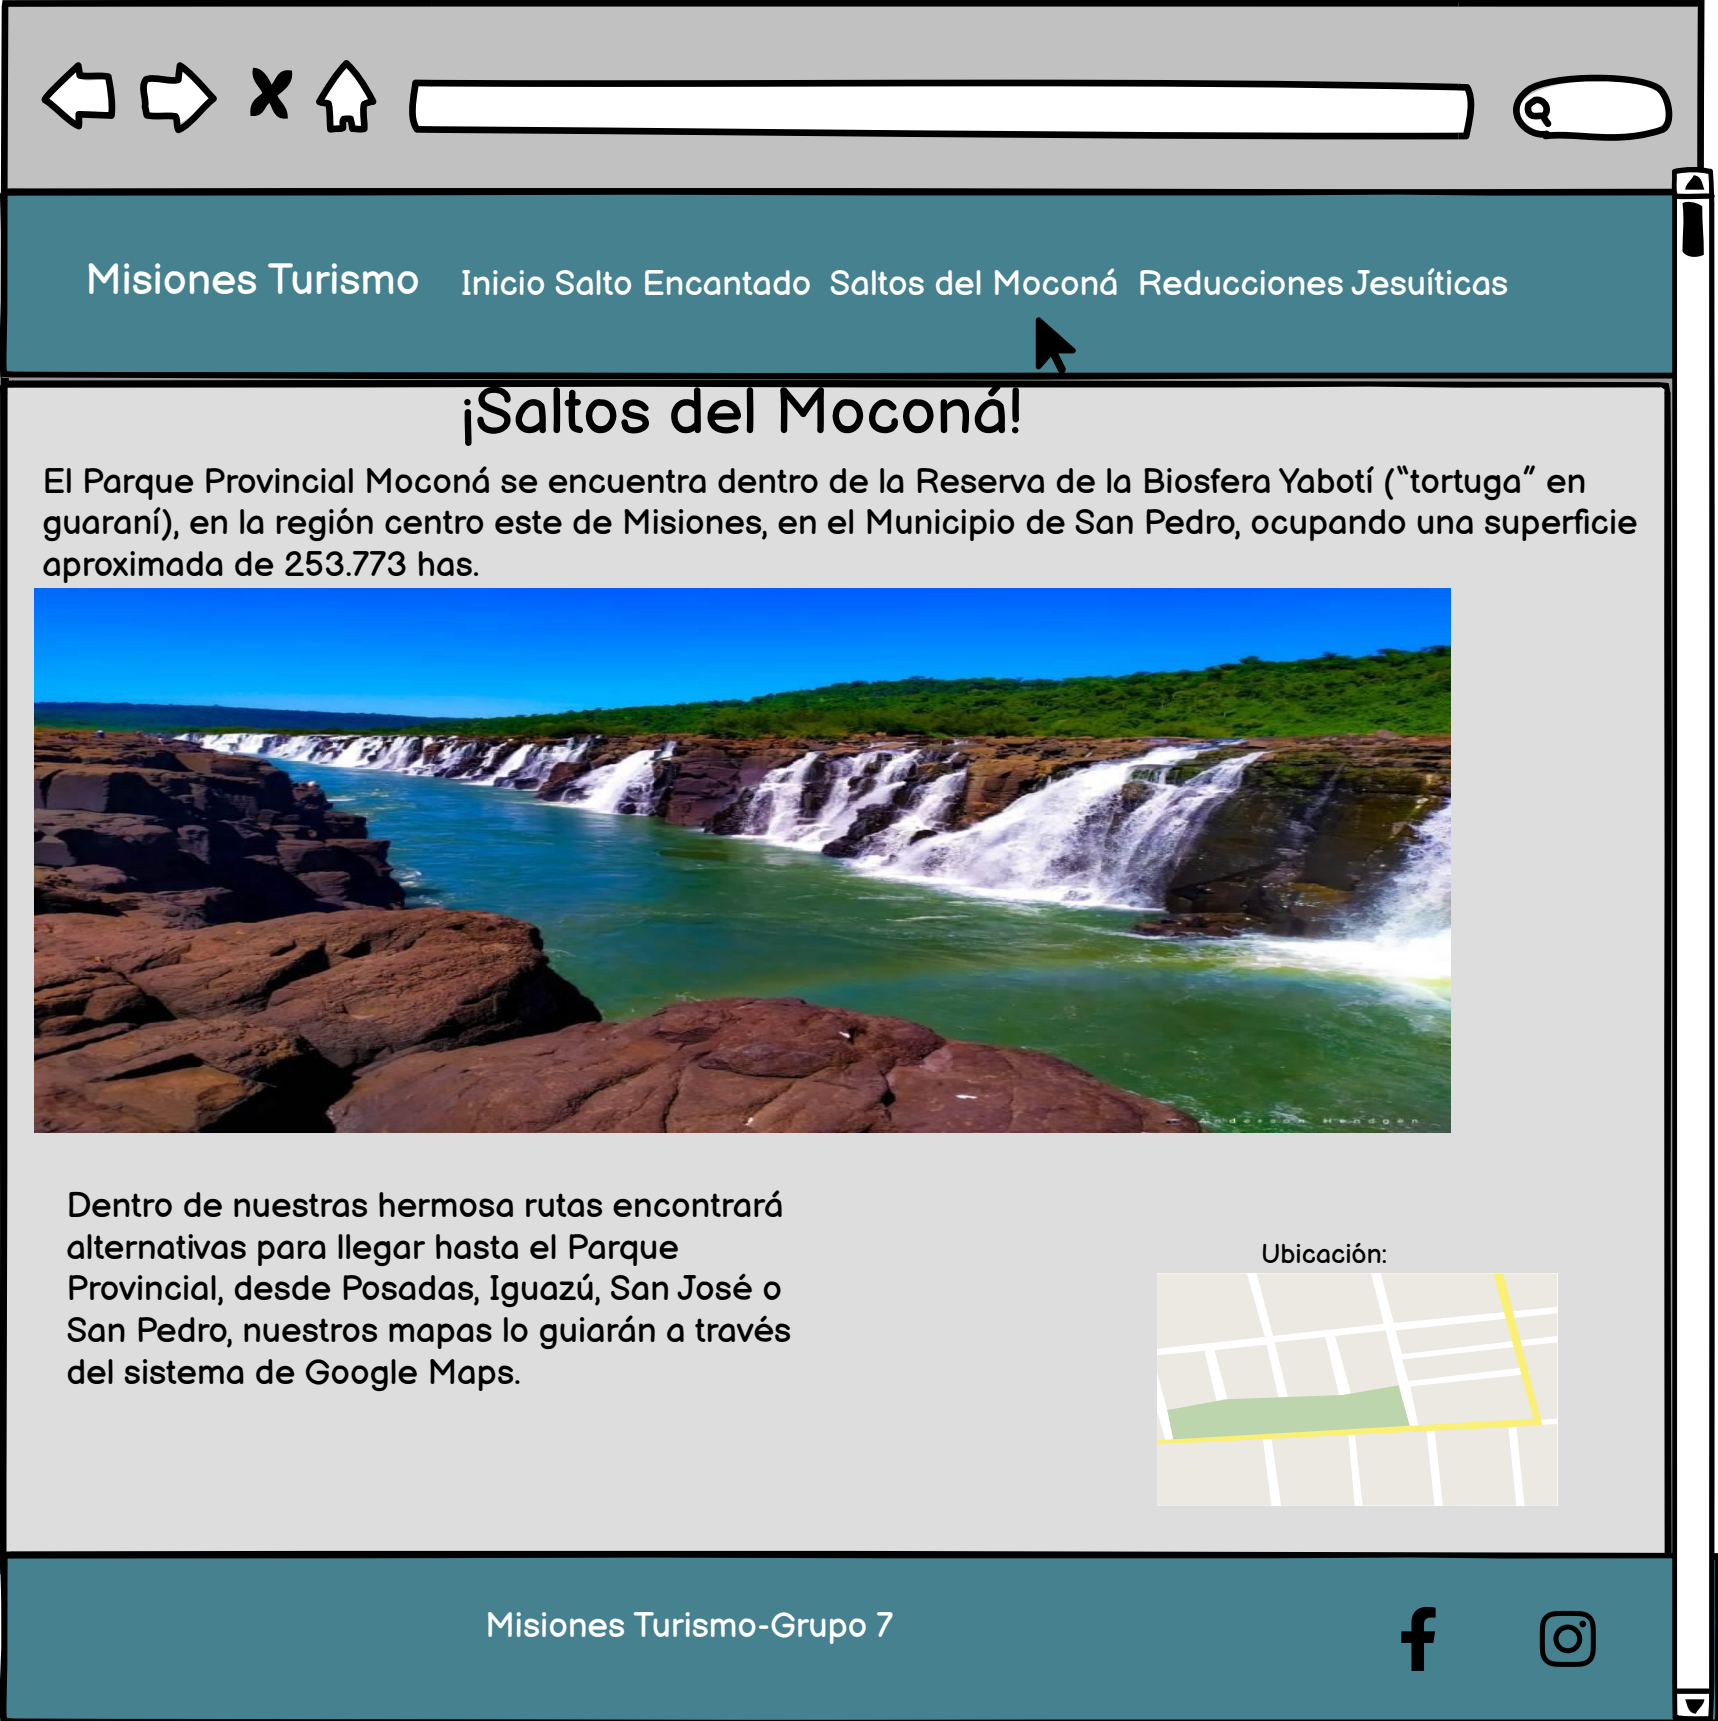 Misiones Turismo Inicio Salto Encantado Saltos del Moconá Reducciones Jesuíticas
¡Saltos del Moconá!
El Parque Provincial Moconá se encuentra dentro de la Reserva de la Biosfera Yabotí (“tortuga” en
guaraní), en la región centro este de Misiones, en el Municipio de San Pedro, ocupando una superficie
aproximada de 253.773 has.
Anderson Hendgen
Dentro de nuestras hermosa rutas encontrará
alternativas para llegar hasta el Parque
Provincial, desde Posadas, Iguazú, San José o
San Pedro, nuestros mapas lo guiarán a través
del sistema de Google Maps.
Ubicación:
Misiones Turismo-Grupo 7